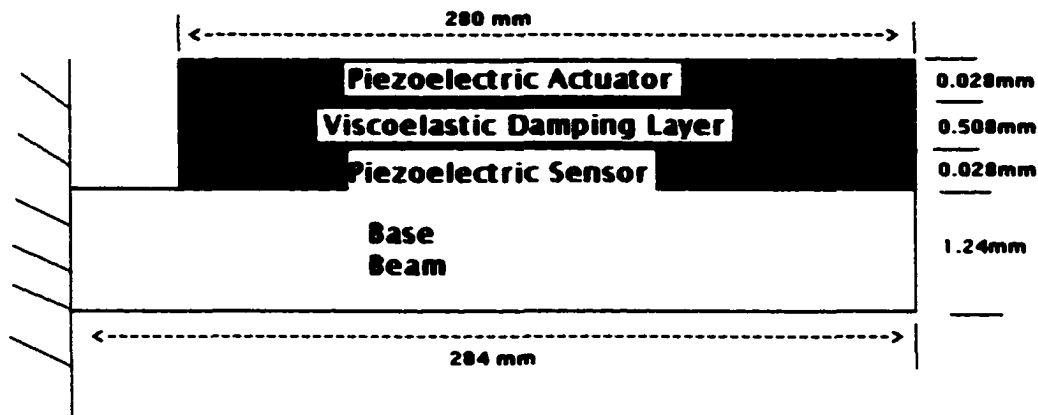 280 mm
Piezoelectric Actuator
0.028mm
Viscoelastic Damping Layer
0.508mm
Piezoelectric Sensor
0.028mm
Base
Beam
1.24mm
284 mm